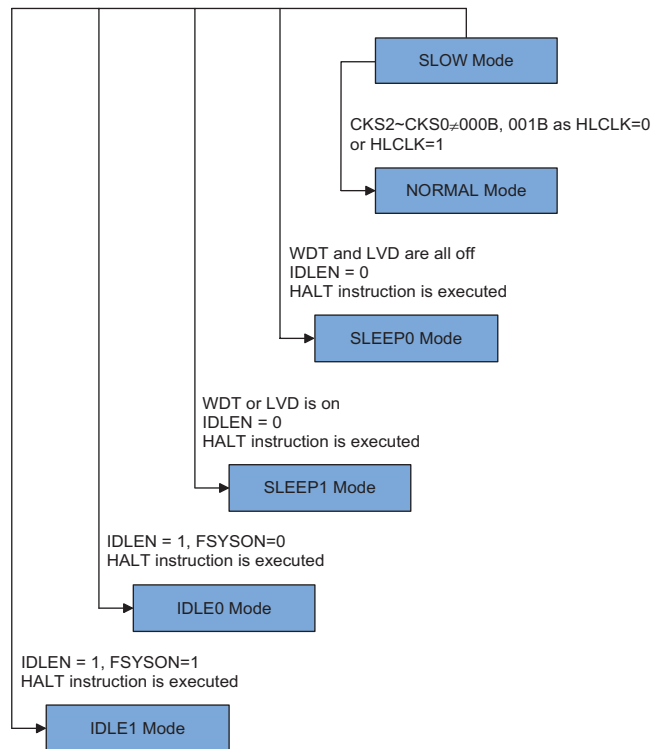 SLOW Mode
CKS2~CKS0≠000B, 001B as HLCLK=0
or HLCLK=1
NORMAL Mode
WDT and LVD are all off
IDLEN = 0
HALT instruction is executed
SLEEP0 Mode
WDT or LVD is on
IDLEN = 0
HALT instruction is executed
SLEEP1 Mode
IDLEN = 1, FSYSON=0
HALT instruction is executed
IDLE0 Mode
IDLEN = 1, FSYSON=1
HALT instruction is executed
IDLE1 Mode